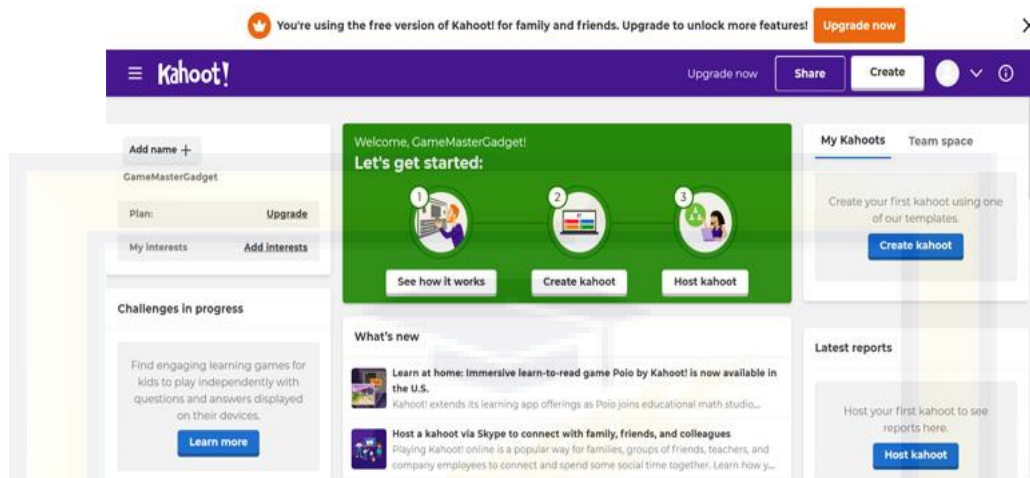 You're using the free version of Kahoot! for family and friends. Upgrade to unlock more features!
Upgrade now
Kahoot!
Upgrade now
Share
Create
Add name +
GameMasterGadget
Plan:
Upgrade
My interests
Add interests
Challenges in progress
Find engaging learning games for
kids to play independently with
questions and answers displayed
on their devices.
Learn more
Welcome, GameMasterGadget!
Let's get started:
1
2
3
See how it works
Create kahoot
Host kahoot
What's new
Learn at home: Immersive learn-to-read game Poio by Kahoot! is now available in
the U.S.
Kahoot! extends its learning app offerings as Poio joins educational math studio...
Host a kahoot via Skype to connect with family, friends, and colleagues
Playing Kahoot! online is a popular way for families, groups of friends, teachers, and
company employees to connect and spend some social time together. Learn how y...
My Kahoots
Team space
Create your first kahoot using one
of our templates.
Create kahoot
Latest reports
Host your first kahoot to see
reports here.
Host kahoot